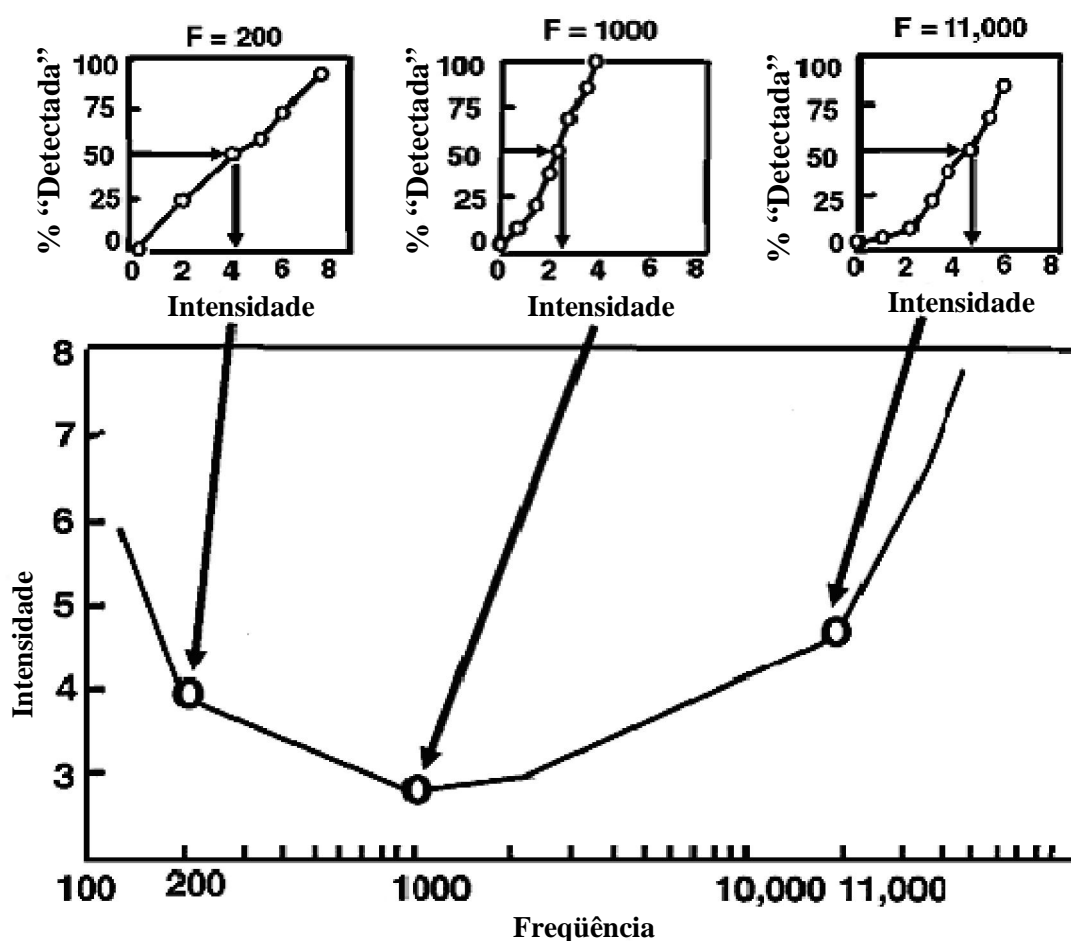 F = 200
% “Detectada”
100
75
50
25
0
0 2 4 6 8
Intensidade
F = 1000
% “Detectada”
100
75
50
25
0
0 2 4 6 8
Intensidade
F = 11,000
% “Detectada”
100
75
50
25
0
0 2 4 6 8
Intensidade
Intensidade
8
7
6
5
4
3
100 200 1000 10,000 11,000
Freqüência